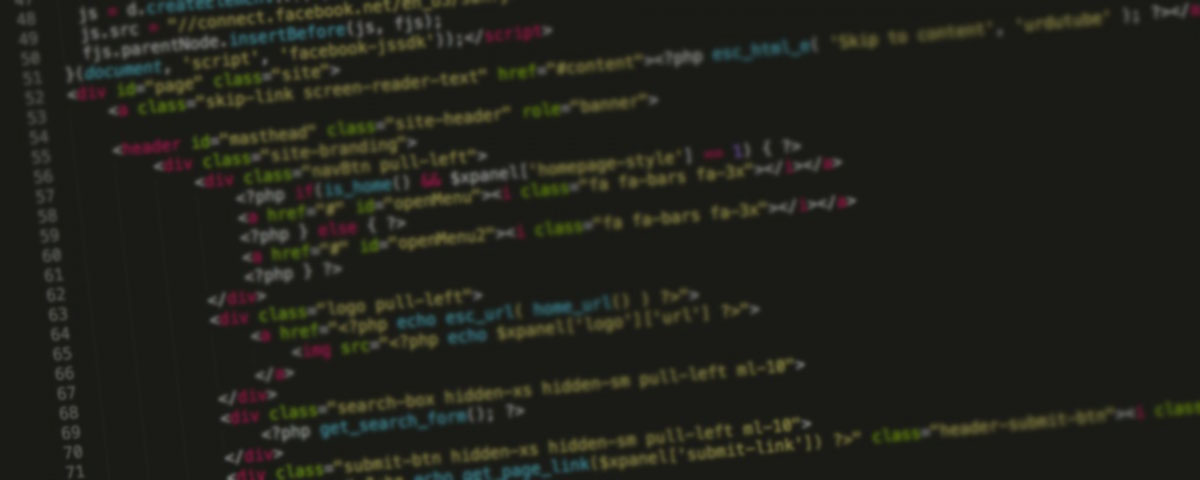 48 js = d.createElement
49 js.src = "//connect.facebook.net/en_US/
50 fjs.parentNode.insertBefore(js, fjs);
51 }(document, 'script', 'facebook-jssdk'));</script>
52 <div id="page" class="site">
53 <a class="skip-link screen-reader-text" href="#content"><?php esc_html_e( 'Skip to content', 'urdutube' ); ?></a
54
55 <header id="masthead" class="site-header" role="banner">
56 <div class="site-branding">
57 <div class="navBtn pull-left">
58 <?php if(is_home() && $xpanel['homepage-style'] == 1) { ?>
59 <a href="#" id="openMenu"><i class="fa fa-bars fa-3x"></i></a>
60 <?php } else { ?>
61 <a href="#" id="openMenu2"><i class="fa fa-bars fa-3x"></i></a>
62 <?php } ?>
63 </div>
64 <div class="logo pull-left">
65 <a href="<?php echo esc_url( home_url() ) ?>">
66 <img src="<?php echo $xpanel['logo']['url'] ?>">
67 </a>
68 </div>
69 <div class="search-box hidden-xs hidden-sm pull-left ml-10">
70 <?php get_search_form(); ?>
71 </div>
<div class="submit-btn hidden-xs hidden-sm pull-left ml-10">
echo get_page_link($xpanel['submit-link']) ?>" class="header-submit-btn"><i class